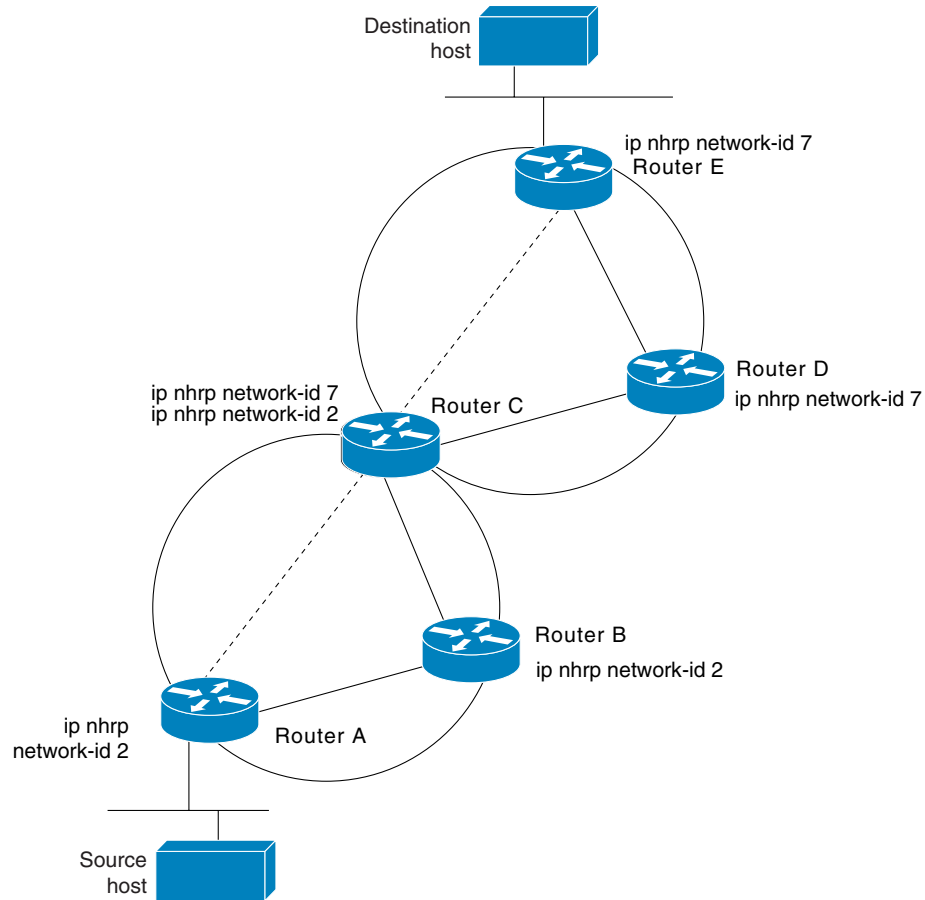 Destination
host
ip nhrp network-id 7
Router E
Router D
ip nhrp network-id 7
ip nhrp network-id 7
ip nhrp network-id 2
Router C
Router B
ip nhrp network-id 2
ip nhrp
network-id 2
Router A
Source
host